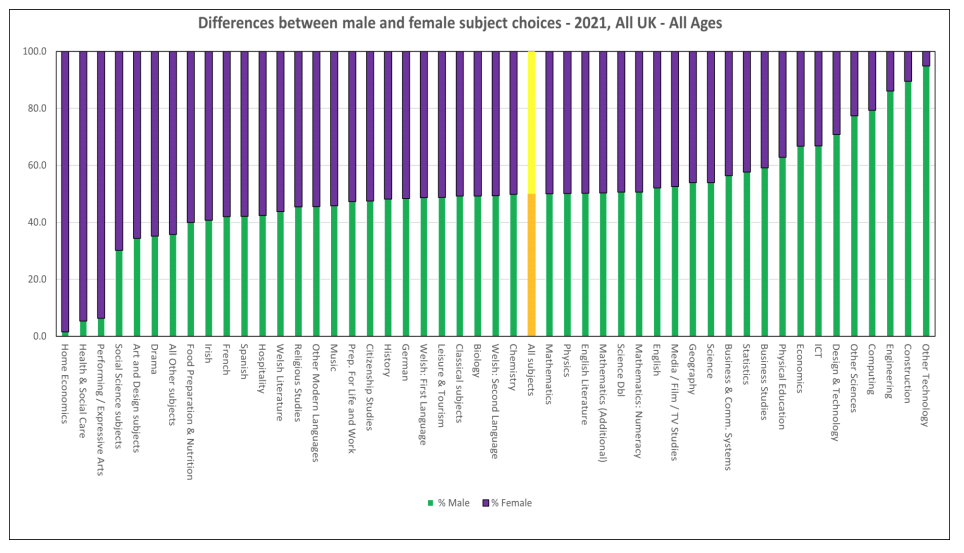 Differences between male and female subject choices - 2021, All UK - All Ages
100.0
80.0
60.0
40.0
20.0
0.0
Home Economics
Health & Social Care
Performing / Expressive Arts
Social Science subjects
Art and Design subjects
Drama
All Other subjects
Food Preparation & Nutrition
Irish
French
Spanish
Hospitality
Welsh Literature
Religious Studies
Other Modern Languages
Music
Prep. For Life and Work
Citizenship Studies
History
German
Welsh: First Language
Leisure & Tourism
Classical subjects
Biology
Welsh: Second Language
Chemistry
All subjects
Mathematics
Physics
English Literature
Mathematics (Additional)
Science Dbl
Mathematics: Numeracy
English
Media / Film / TV Studies
Geography
Science
Business & Comm. Systems
Statistics
Business Studies
Physical Education
Economics
ICT
Design & Technology
Other Sciences
Computing
Engineering
Construction
Other Technology
% Male % Female